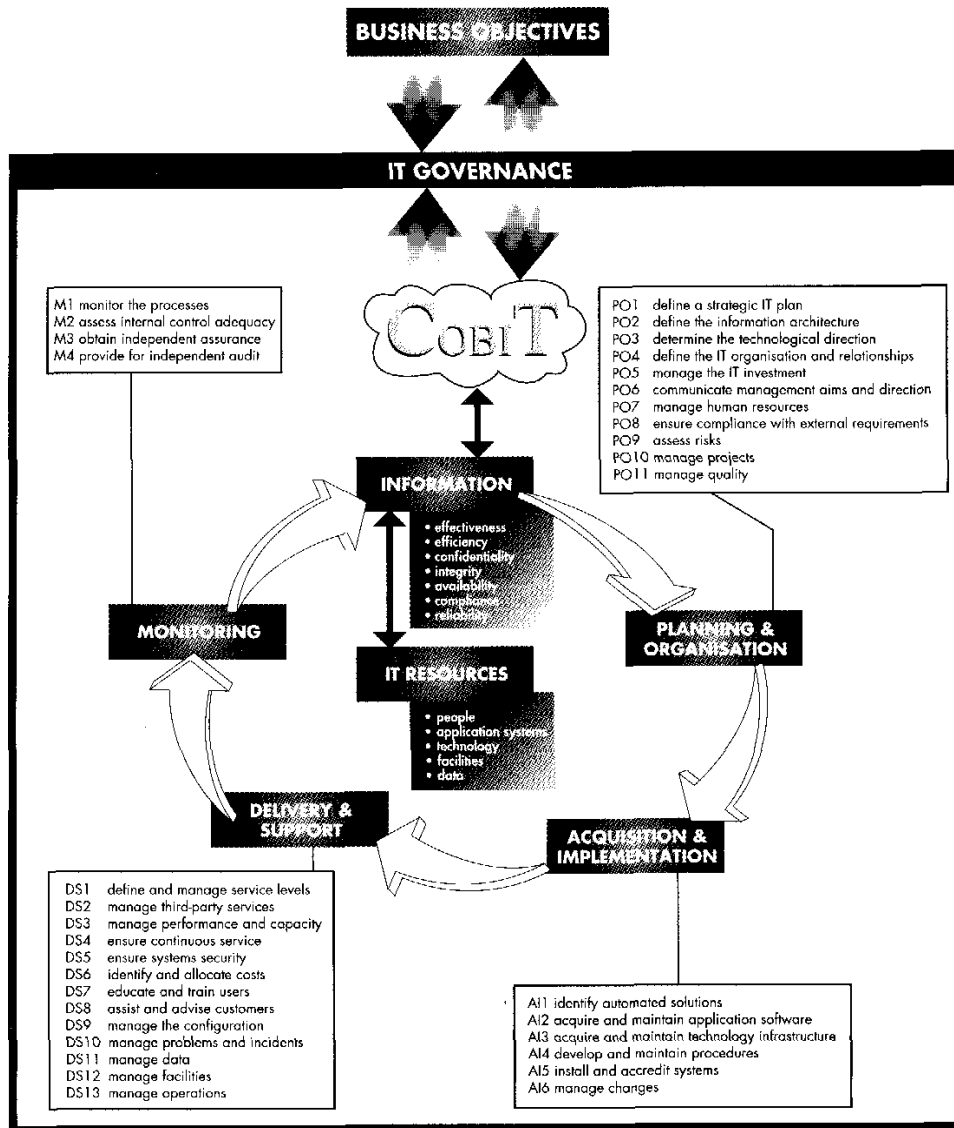 BUSINESS OBJECTIVES
IT GOVERNANCE
COBIT
M1 monitor the processes
M2 assess internal control adequacy
M3 obtain independent assurance
M4 provide for independent audit
PO1 define a strategic IT plan
PO2 define the information architecture
PO3 determine the technological direction
PO4 define the IT organisation and relationships
PO5 manage the IT investment
PO6 communicate management aims and direction
PO7 manage human resources
PO8 ensure compliance with external requirements
PO9 assess risks
PO10 manage projects
PO11 manage quality
INFORMATION
• effectiveness
• efficiency
• confidentiality
• integrity
• availability
• compliance
• reliability
MONITORING
PLANNING &
ORGANISATION
IT RESOURCES
• people
• application systems
• technology
• facilities
• data
DELIVERY &
SUPPORT
ACQUISITION &
IMPLEMENTATION
DS1 define and manage service levels
DS2 manage third-party services
DS3 manage performance and capacity
DS4 ensure continuous service
DS5 ensure systems security
DS6 identify and allocate costs
DS7 educate and train users
DS8 assist and advise customers
DS9 manage the configuration
DS10 manage problems and incidents
DS11 manage data
DS12 manage facilities
DS13 manage operations
AI1 identify automated solutions
AI2 acquire and maintain application software
AI3 acquire and maintain technology infrastructure
AI4 develop and maintain procedures
AI5 install and accredit systems
AI6 manage changes